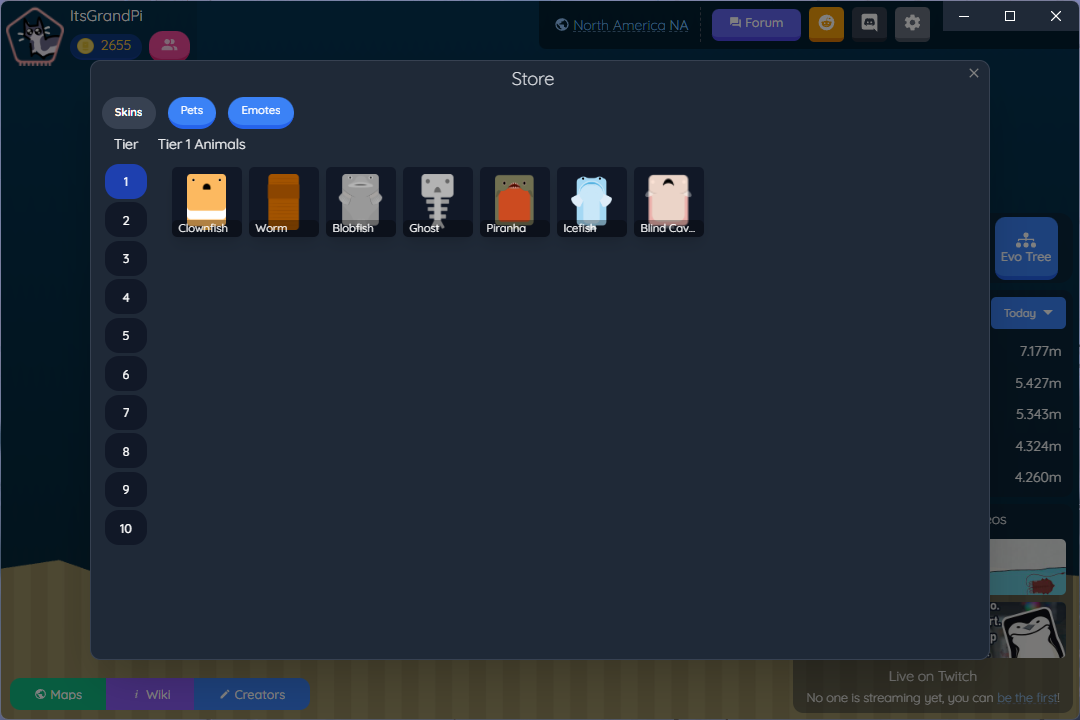 ItsGrandPi
2655
North America NA
Forum
Store
Skins
Pets
Emotes
Tier
Tier 1 Animals
1
2
3
4
5
6
7
8
9
10
Clownfish
Worm
Blobfish
Ghost
Piranha
Icefish
Blind Cav...
Evo Tree
Today
7.177m
5.427m
5.343m
4.324m
4.260m
eos
o.
rt.
p
Live on Twitch
No one is streaming yet, you can be the first!
Maps
Wiki
Creators